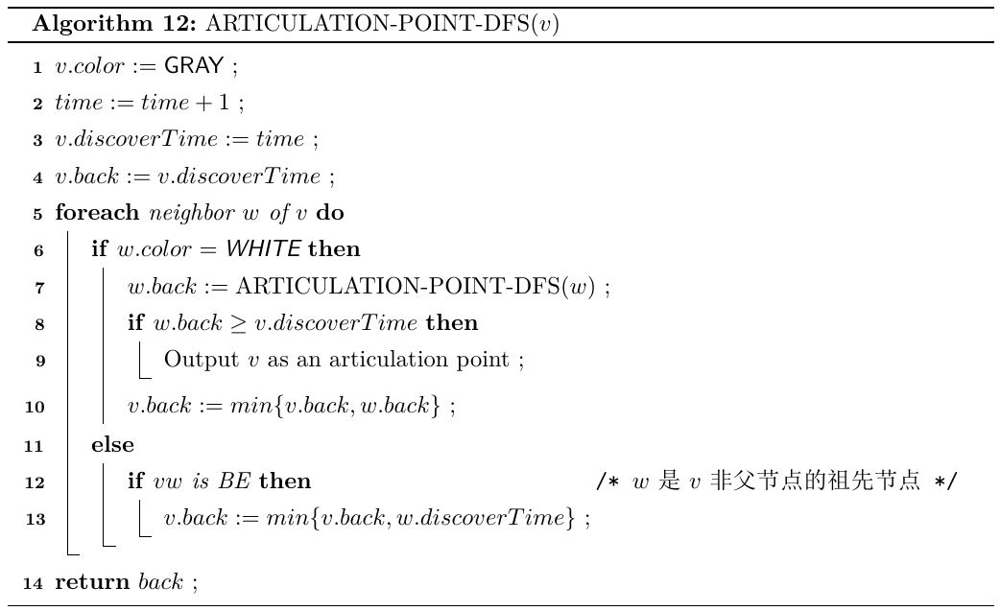 Algorithm 12: ARTICULATION-POINT-DFS(v)
1 v.color := GRAY ;
2 time := time + 1 ;
3 v.discoverTime := time ;
4 v.back := v.discoverTime ;
5 foreach neighbor w of v do
6 if w.color = WHITE then
7 w.back := ARTICULATION-POINT-DFS(w) ;
8 if w.back ≥ v.discoverTime then
9 Output v as an articulation point ;
10 v.back := min{v.back, w.back} ;
11 else
12 if vw is BE then /* w 是 v 非父节点的祖先节点 */
13 v.back := min{v.back, w.discoverTime} ;
14 return back ;